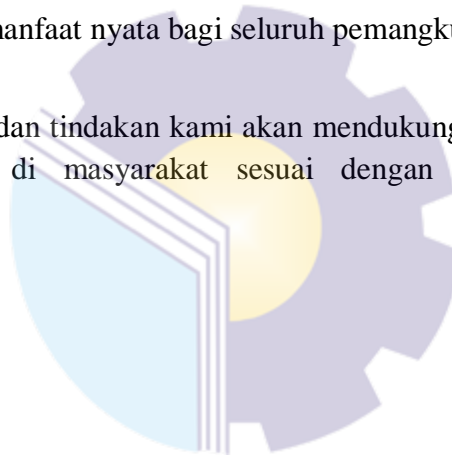 manfaat nyata bagi seluruh pemangku
dan tindakan kami akan mendukung
di masyarakat sesuai dengan